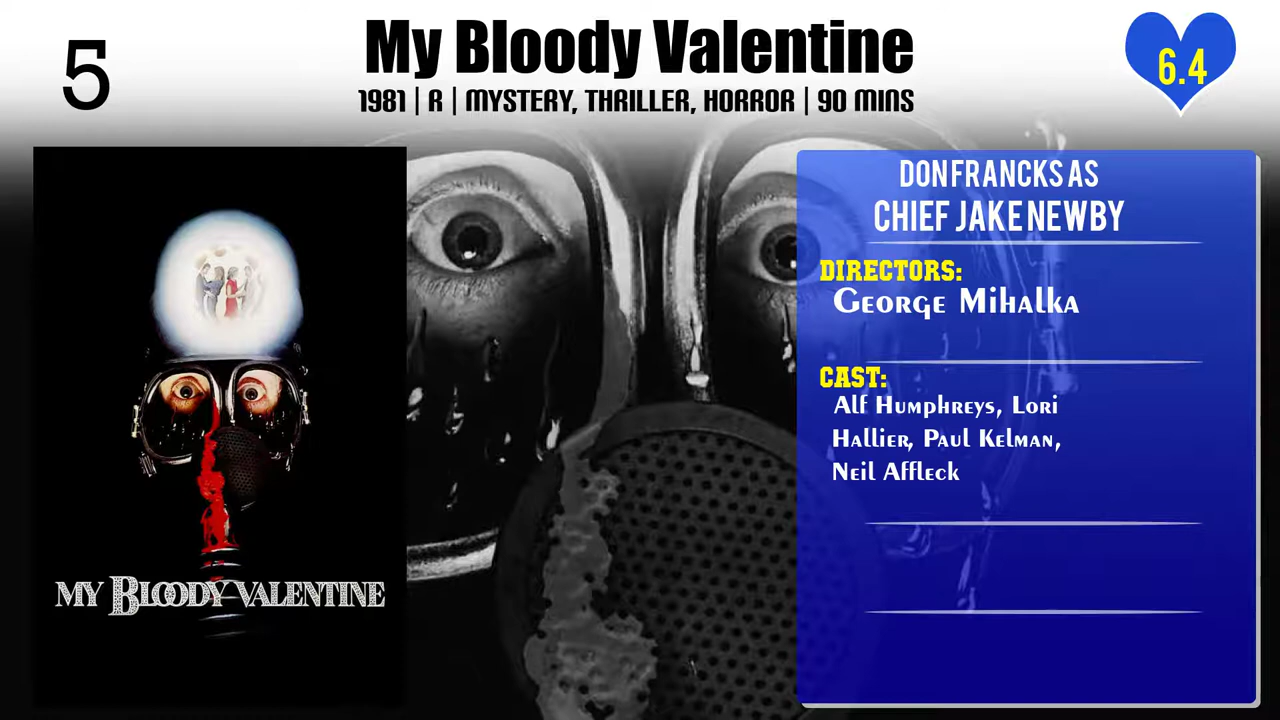 5
My Bloody Valentine
1981 | R | MYSTERY, THRILLER, HORROR | 90 MINS
6.4
MY BLOODY VALENTINE
DON FRANCKS AS
CHIEF JAKE NEWBY
DIRECTORS:
George Mihalka
CAST:
Alf Humphreys, Lori
Hallier, Paul Kelman,
Neil Affleck